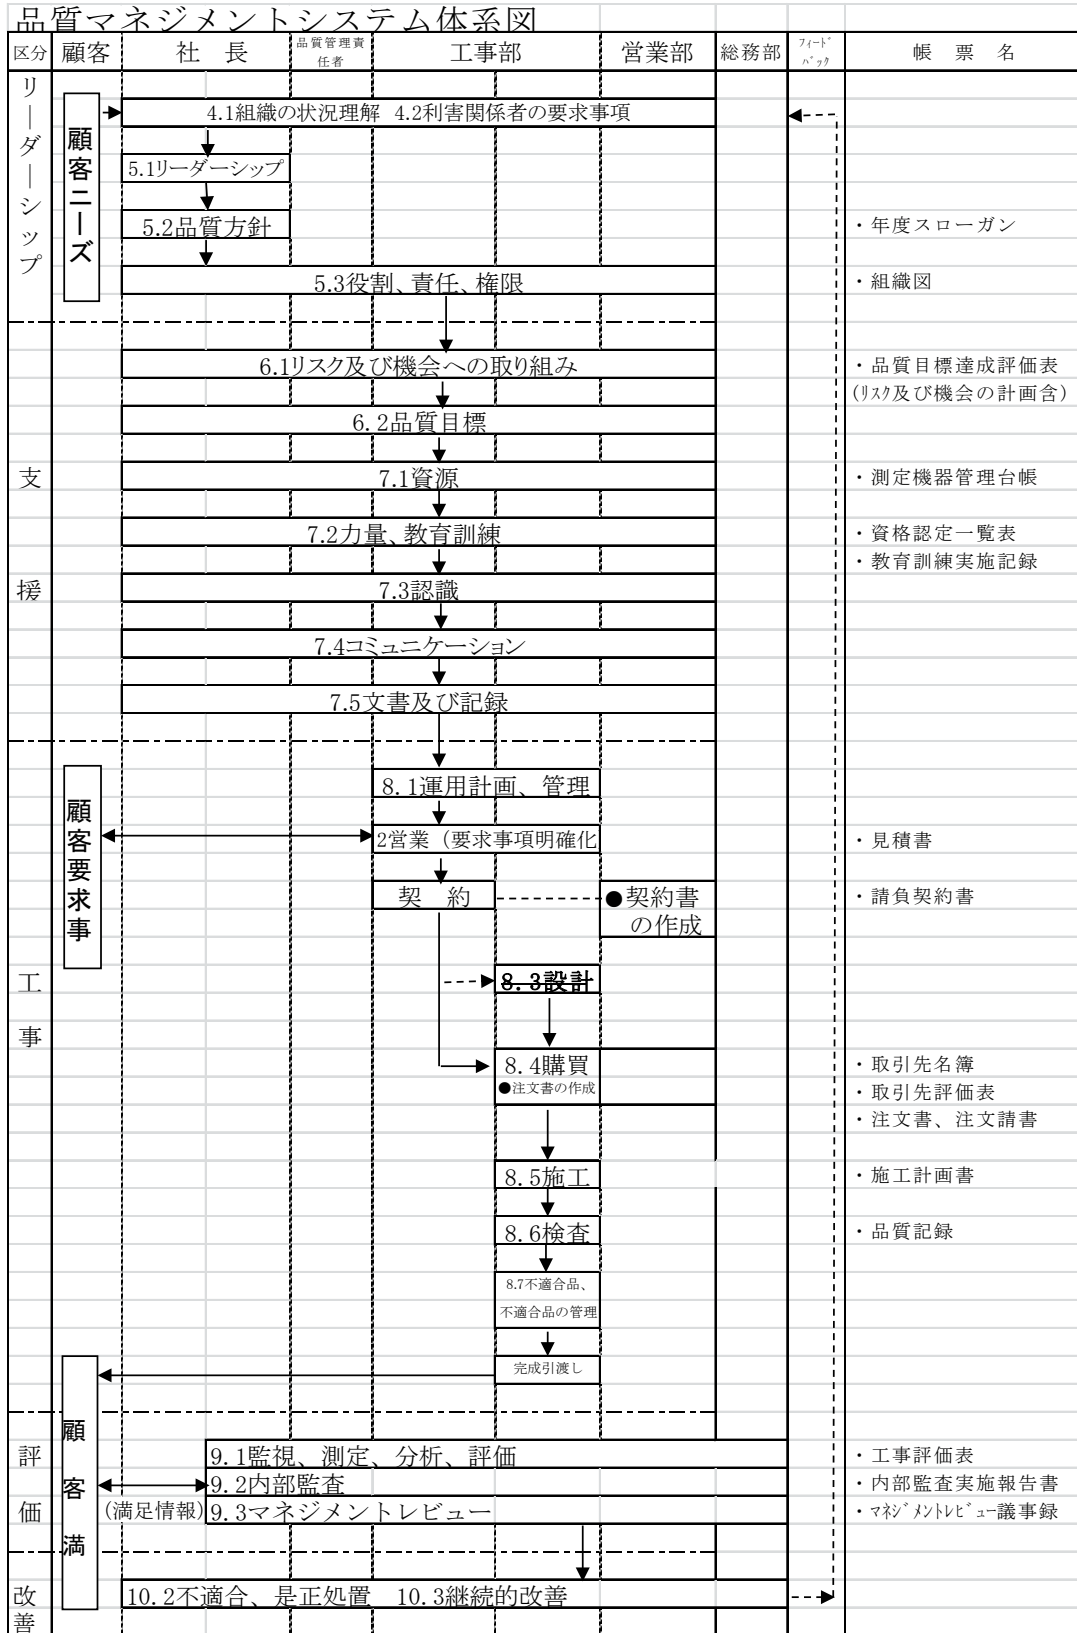 品質マネジメントシステム体系図
区分 顧客 社 長 品質管理責任者 工事部 営業部 総務部 ﾌｨｰﾄﾞﾊﾞｯｸ 帳 票 名
リーダーシップ
顧客ニーズ
4.1組織の状況理解 4.2利害関係者の要求事項
5.1リーダーシップ
5.2品質方針 ・年度スローガン
5.3役割、責任、権限 ・組織図
支援
6.1リスク及び機会への取り組み ・品質目標達成評価表
(ﾘｽｸ及び機会の計画含)
6.2品質目標
7.1資源 ・測定機器管理台帳
7.2力量、教育訓練 ・資格認定一覧表
・教育訓練実施記録
7.3認識
7.4コミュニケーション
7.5文書及び記録
工事
顧客要求事
8.1運用計画、管理
2営業（要求事項明確化 ・見積書
契 約 ●契約書 ・請負契約書
の作成
8.3設計
8.4購買 ・取引先名簿
●注文書の作成 ・取引先評価表
・注文書、注文請書
8.5施工 ・施工計画書
8.6検査 ・品質記録
8.7不適合品、
不適合品の管理
完成引渡し
顧客満
評価
9.1監視、測定、分析、評価 ・工事評価表
9.2内部監査 ・内部監査実施報告書
(満足情報) 9.3マネジメントレビュー ・ﾏﾈｼﾞﾒﾝﾄﾚﾋﾞｭｰ議事録
改善
10.2不適合、是正処置 10.3継続的改善